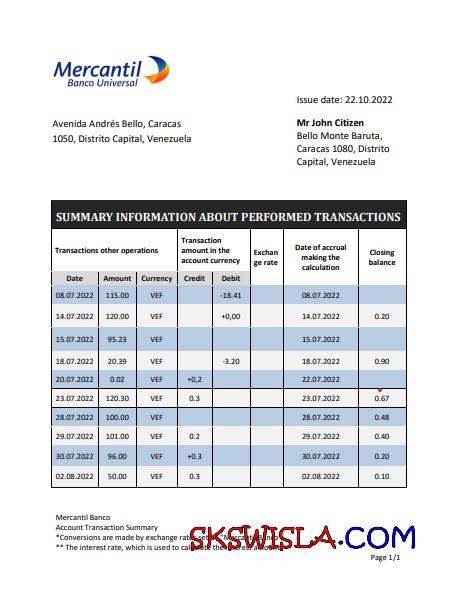 Mercantil
Banco Universal
Issue date: 22.10.2022
Avenida Andrés Bello, Caracas
1050, Distrito Capital, Venezuela
Mr John Citizen
Bello Monte Baruta,
Caracas 1080, Distrito
Capital, Venezuela
SUMMARY INFORMATION ABOUT PERFORMED TRANSACTIONS
Transactions other operations
Transaction
amount in the
account currency
Exchan
ge rate
Date of accrual
making the
calculation
Closing
balance
Date Amount Currency Credit Debit
08.07.2022 115.00 VEF -18.41 08.07.2022
14.07.2022 120.00 VEF +0,00 14.07.2022 0.20
15.07.2022 95.23 VEF 15.07.2022
18.07.2022 20.39 VEF -3.20 18.07.2022 0.90
20.07.2022 0.02 VEF +0,2 22.07.2022
23.07.2022 120.30 VEF 0.3 23.07.2022 0.67
28.07.2022 100.00 VEF 28.07.2022 0.48
29.07.2022 101.00 VEF 0.2 29.07.2022 0.40
30.07.2022 96.00 VEF +0.3 30.07.2022 0.20
02.08.2022 50.00 VEF 0.3 02.08.2022 0.10
Mercantil Banco
Account Transaction Summary
*Conversions are made by exchange
** The interest rate, which is used to
SKSWISLA.COM
Page 1/1